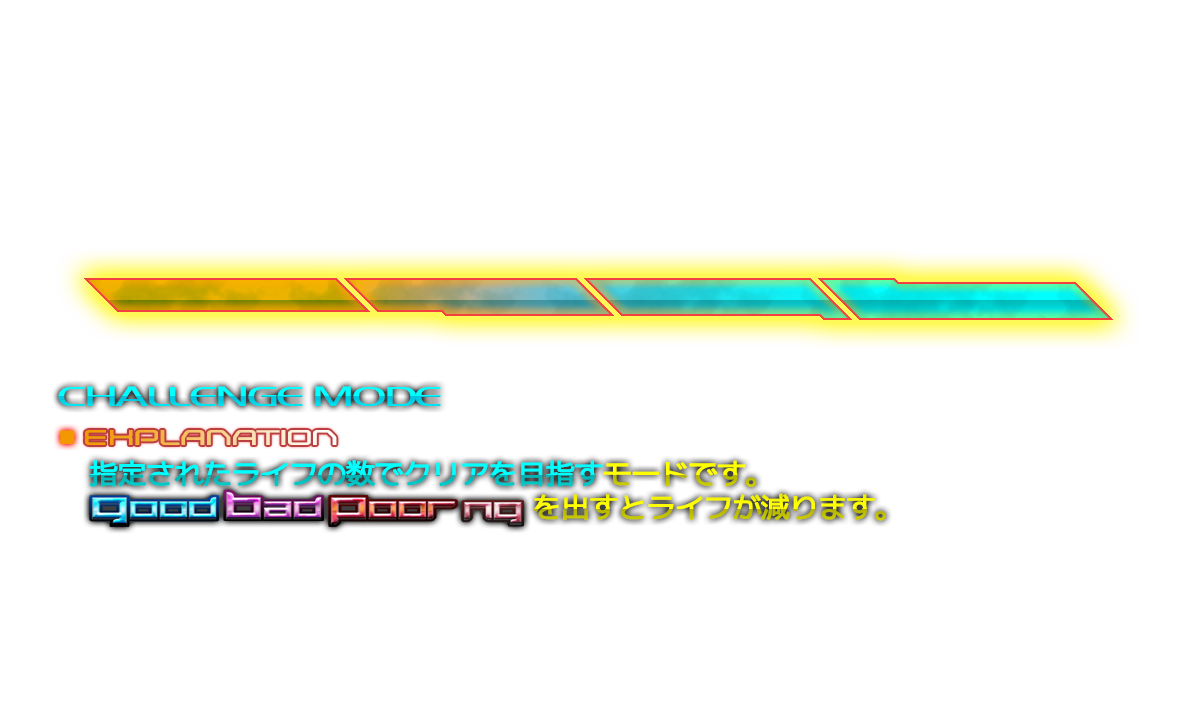 CHALLENGE MODE
EXPLANATION
指定されたライフの数でクリアを目指すモードです。
good bad poor ng を出すとライフが減ります。